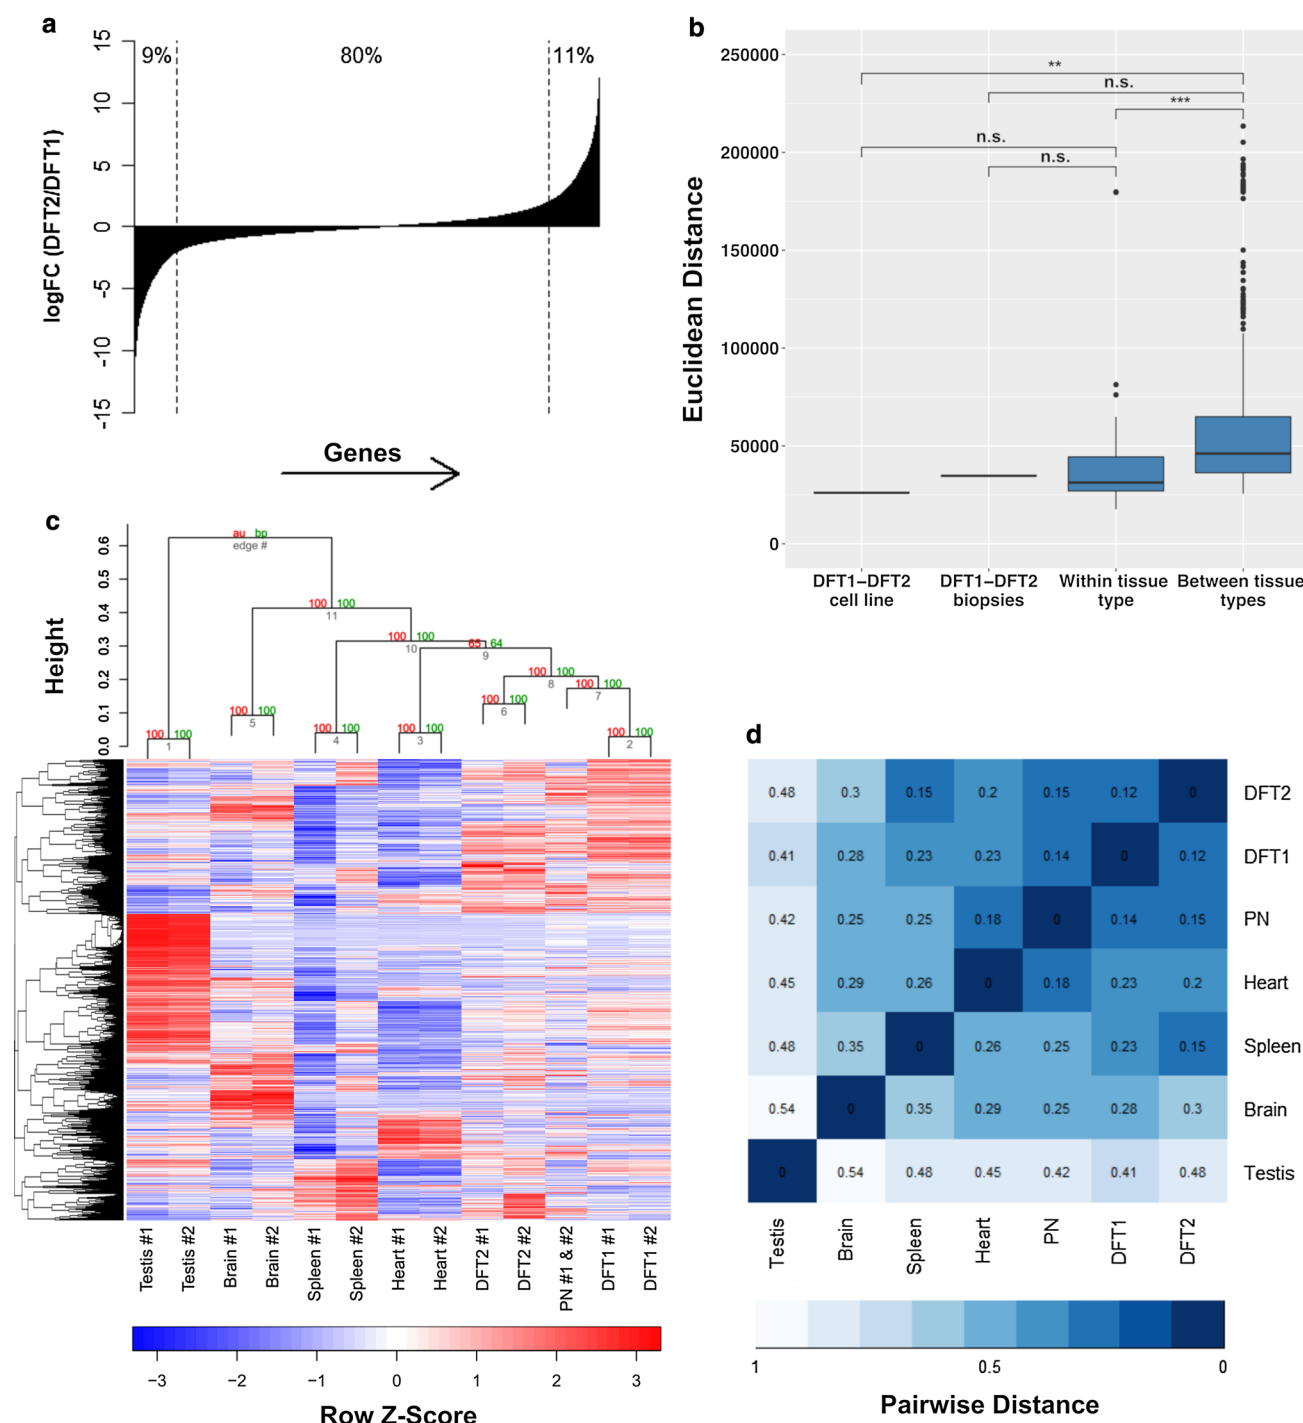 a
15
10
5
0
-5
-10
-15
logFC (DFT2/DFT1)
9%
80%
11%
Genes
b
Euclidean Distance
250000
200000
150000
100000
50000
0
**
n.s.
***
n.s.
n.s.
DFT1–DFT2
cell line
DFT1–DFT2
biopsies
Within tissue
type
Between tissue
types
c
Height
0.6
0.5
0.4
0.3
0.2
0.1
0.0
au bp
edge #
100 100
11
100 100
10
65 64
9
100 100
8
100 100
7
100 100
6
100 100
5
100 100
4
100 100
3
100 100
2
100 100
1
Testis #1
Testis #2
Brain #1
Brain #2
Spleen #1
Spleen #2
Heart #1
Heart #2
DFT2 #1
DFT2 #2
PN #1 & #2
DFT1 #1
DFT1 #2
−3 −2 −1 0 1 2 3
Row Z-Score
d
0.48 0.3 0.15 0.2 0.15 0.12 0 DFT2
0.41 0.28 0.23 0.23 0.14 0 0.12 DFT1
0.42 0.25 0.25 0.18 0 0.14 0.15 PN
0.45 0.29 0.26 0 0.18 0.23 0.2 Heart
0.48 0.35 0 0.26 0.25 0.23 0.15 Spleen
0.54 0 0.35 0.29 0.25 0.28 0.3 Brain
0 0.54 0.48 0.45 0.42 0.41 0.48 Testis
Testis
Brain
Spleen
Heart
PN
DFT1
DFT2
1 0.5 0
Pairwise Distance